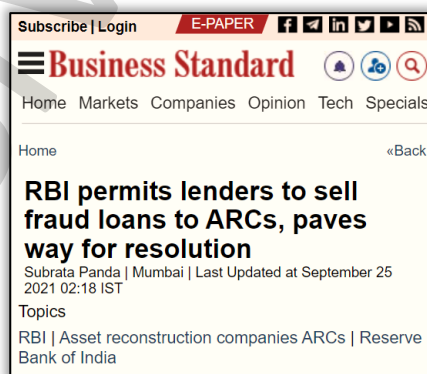 Subscribe | Login E-PAPER
Business Standard
Home Markets Companies Opinion Tech Specials
Home «Back
RBI permits lenders to sell
fraud loans to ARCs, paves
way for resolution
Subrata Panda | Mumbai | Last Updated at September 25
2021 02:18 IST
Topics
RBI | Asset reconstruction companies ARCs | Reserve
Bank of India